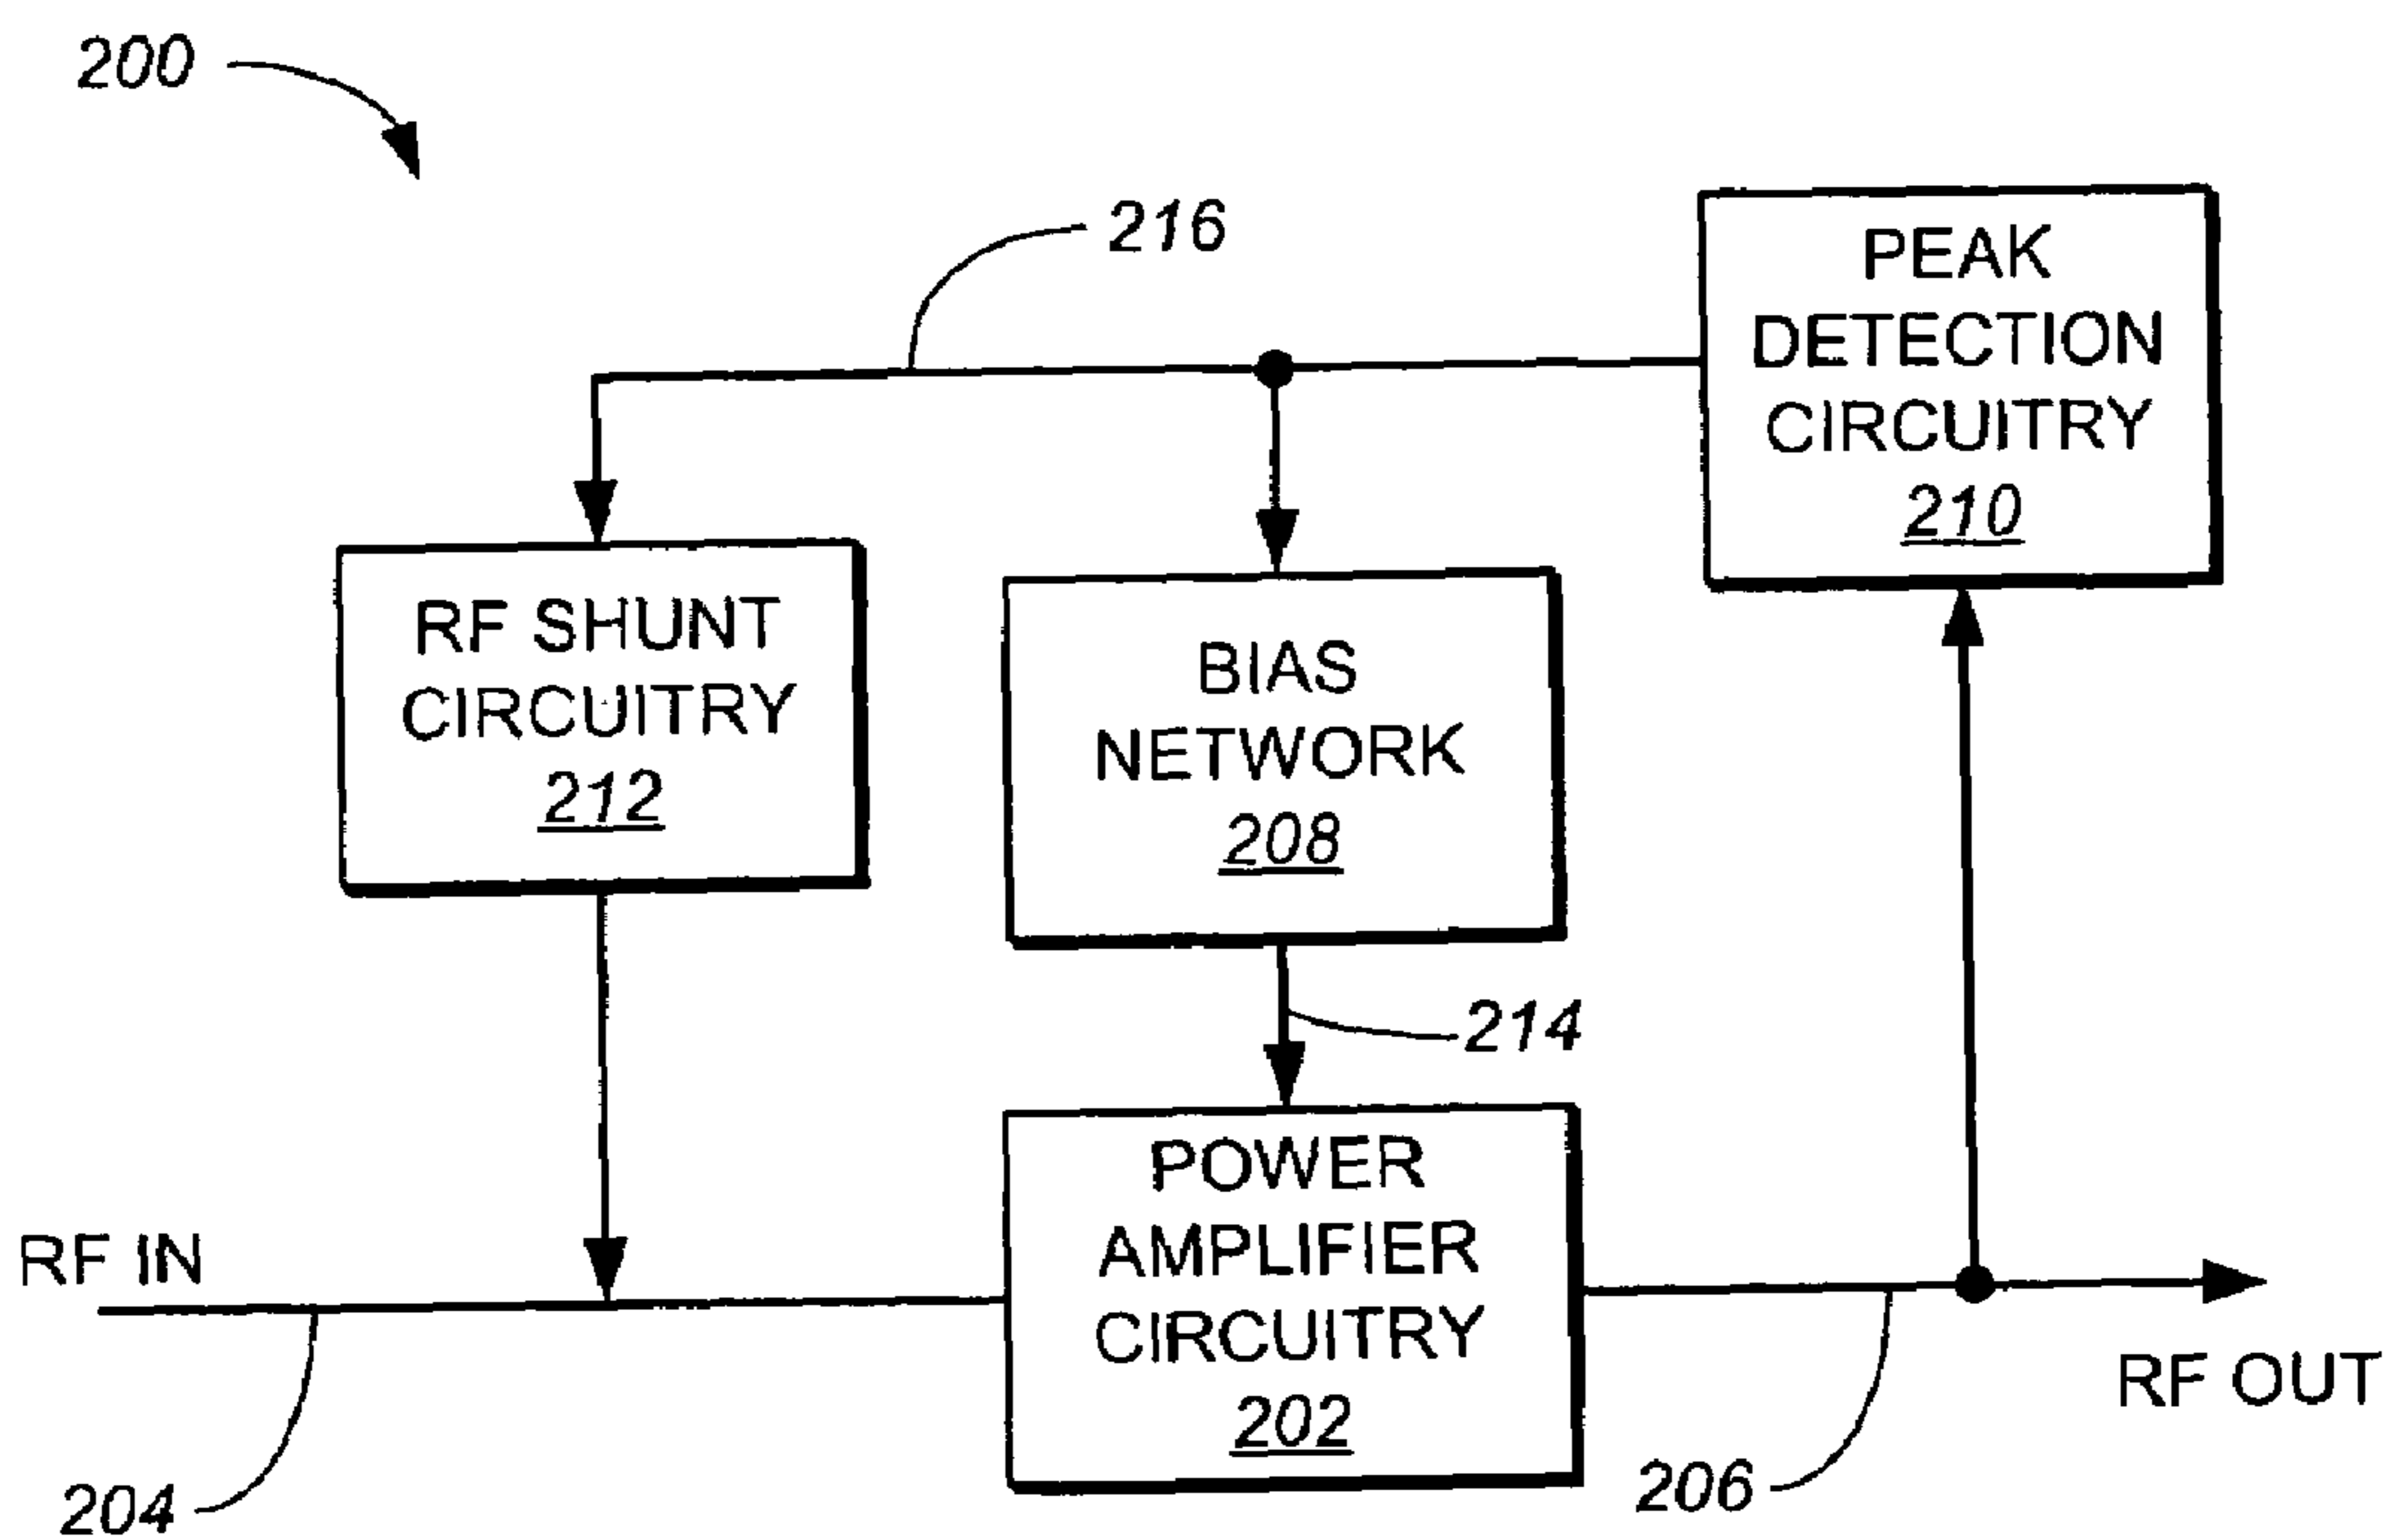 200
216
PEAK
DETECTION
CIRCUITRY
210
RF SHUNT
CIRCUITRY
212
BIAS
NETWORK
208
214
POWER
AMPLIFIER
CIRCUITRY
202
RF IN
204
206
RF OUT